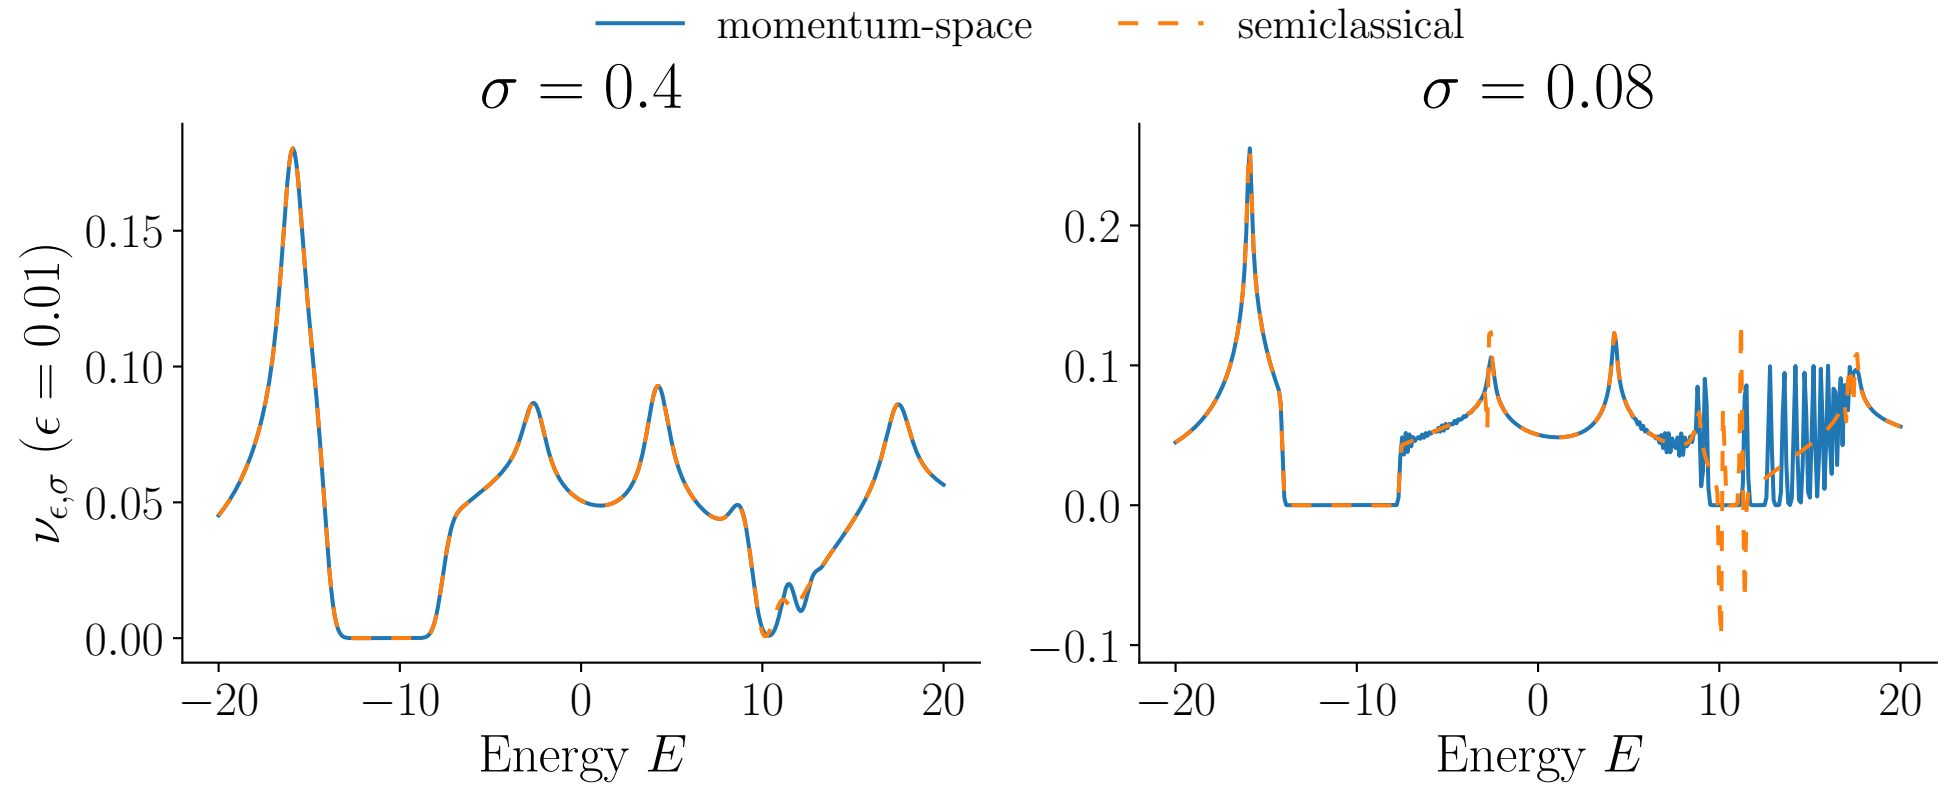 momentum-space semiclassical
σ = 0.4
σ = 0.08
ν_{ϵ,σ} (ϵ = 0.01)
0.15
0.10
0.05
0.00
−20 −10 0 10 20
Energy E
0.2
0.1
0.0
−0.1
−20 −10 0 10 20
Energy E